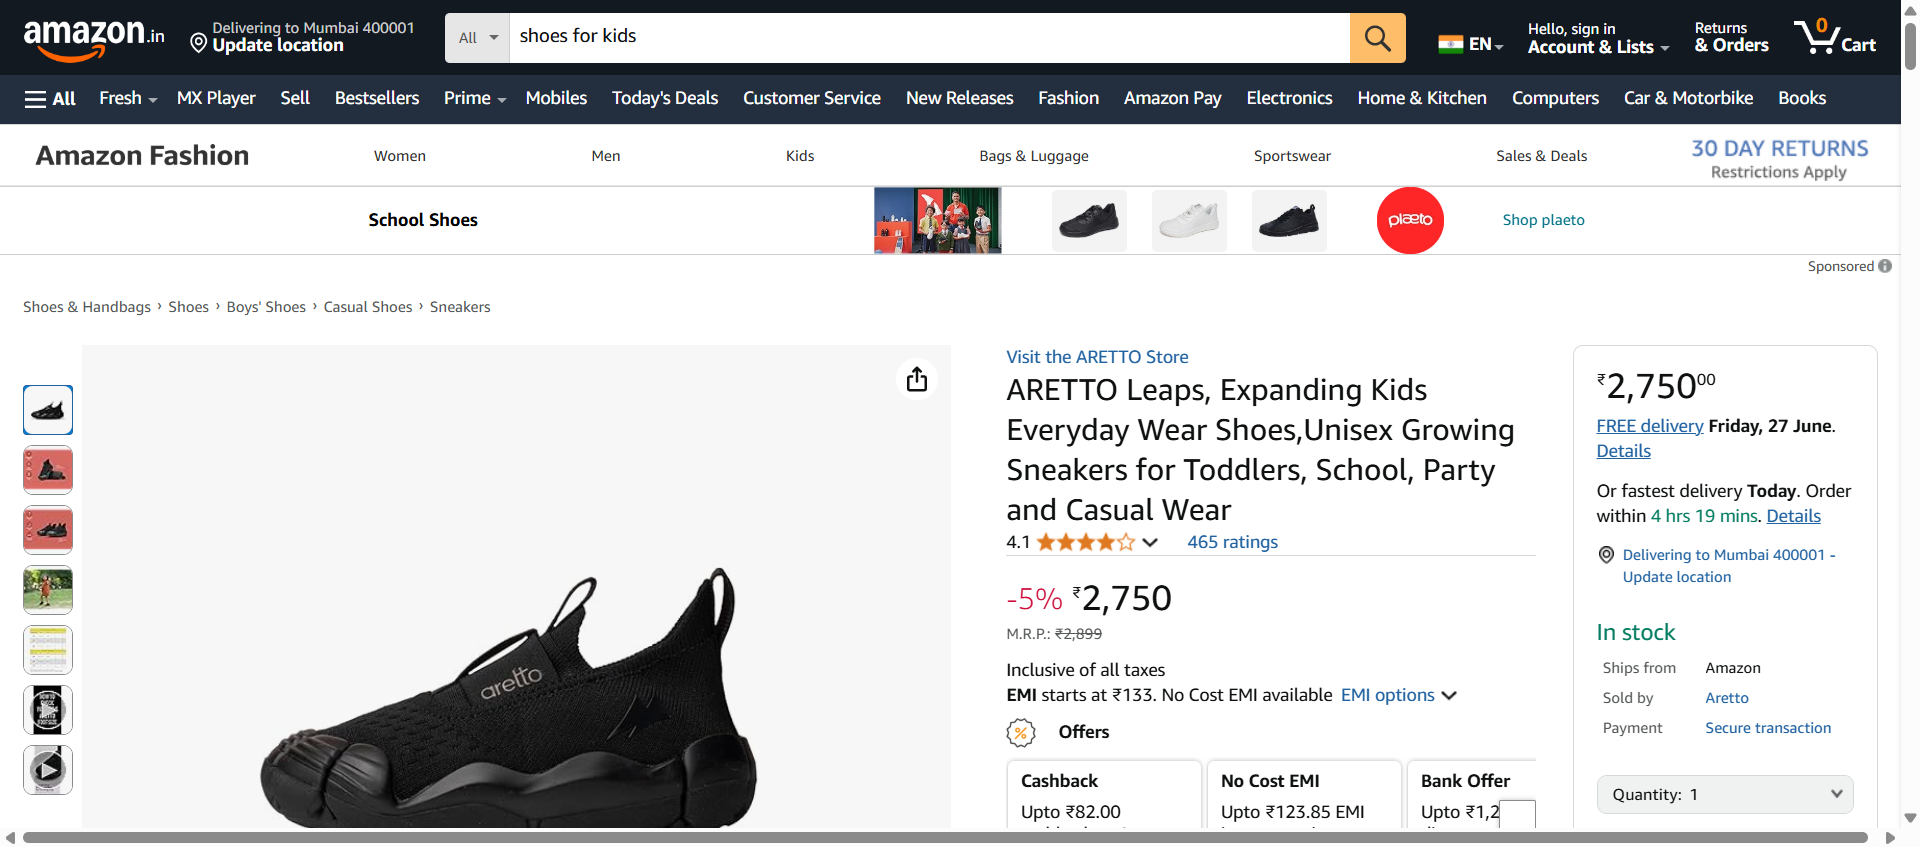 amazon.in
Delivering to Mumbai 400001
Update location
All
shoes for kids
EN
Hello, sign in
Account & Lists
Returns
& Orders
0
Cart
All
Fresh
MX Player
Sell
Bestsellers
Prime
Mobiles
Today's Deals
Customer Service
New Releases
Fashion
Amazon Pay
Electronics
Home & Kitchen
Computers
Car & Motorbike
Books
Amazon Fashion
Women
Men
Kids
Bags & Luggage
Sportswear
Sales & Deals
30 DAY RETURNS
Restrictions Apply
School Shoes
plaeto
Shop plaeto
Sponsored
Shoes & Handbags › Shoes › Boys' Shoes › Casual Shoes › Sneakers
aretto
Visit the ARETTO Store
ARETTO Leaps, Expanding Kids
Everyday Wear Shoes,Unisex Growing
Sneakers for Toddlers, School, Party
and Casual Wear
4.1
465 ratings
-5% ₹2,750
M.R.P.: ₹2,899
Inclusive of all taxes
EMI starts at ₹133. No Cost EMI available EMI options
% Offers
Cashback
Upto ₹82.00
No Cost EMI
Upto ₹123.85 EMI
Bank Offer
Upto ₹1,2
₹2,75000
FREE delivery Friday, 27 June.
Details
Or fastest delivery Today. Order
within 4 hrs 19 mins. Details
Delivering to Mumbai 400001 -
Update location
In stock
Ships from Amazon
Sold by Aretto
Payment Secure transaction
Quantity: 1